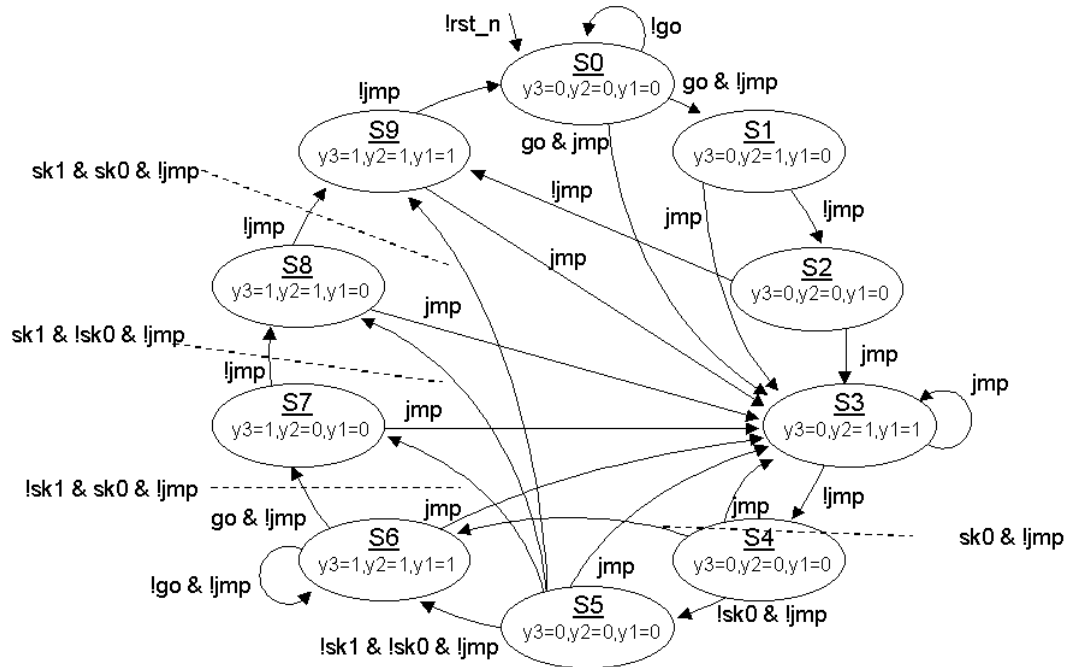 !rst_n
!go
S0
y3=0,y2=0,y1=0
go & !jmp
!jmp
S9
y3=1,y2=1,y1=1
go & jmp
S1
y3=0,y2=1,y1=0
sk1 & sk0 & !jmp
!jmp
jmp
!jmp
!jmp
S8
y3=1,y2=1,y1=0
jmp
S2
y3=0,y2=0,y1=0
jmp
sk1 & !sk0 & !jmp
jmp
!jmp
jmp
S7
y3=1,y2=0,y1=0
jmp
S3
y3=0,y2=1,y1=1
!sk1 & sk0 & !jmp
!jmp
go & !jmp
jmp
jmp
S6
y3=1,y2=1,y1=1
S4
y3=0,y2=0,y1=0
sk0 & !jmp
!go & !jmp
jmp
S5
y3=0,y2=0,y1=0
!sk0 & !jmp
!sk1 & !sk0 & !jmp